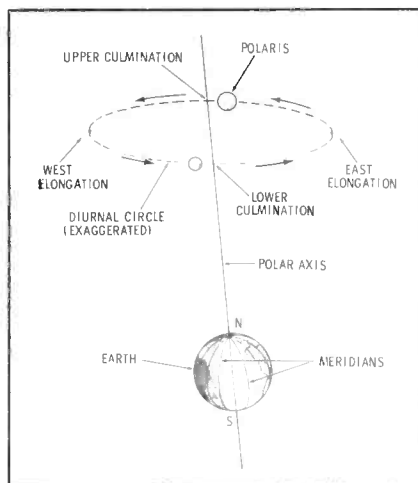 UPPER CULMINATION
POLARIS
WEST
ELONGATION
EAST
ELONGATION
DIURNAL CIRCLE
(EXAGGERATED)
LOWER
CULMINATION
POLAR AXIS
N
EARTH
MERIDIANS
S